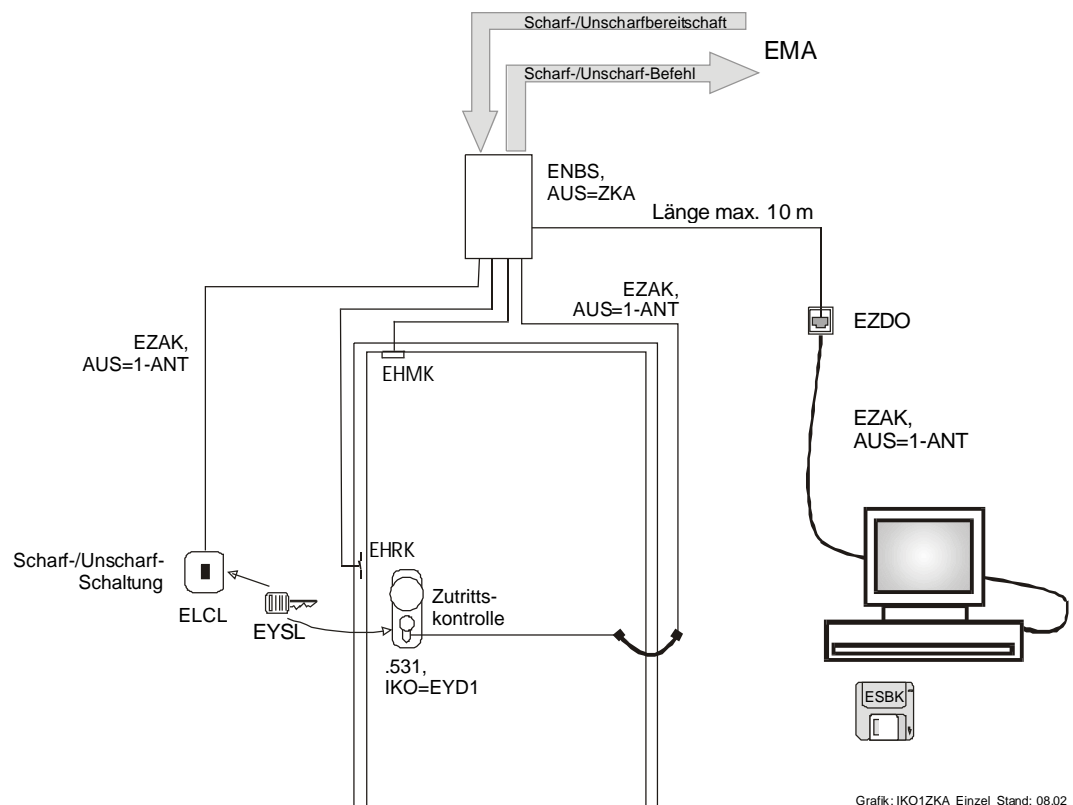 Scharf-/Unscharfbereitschaft
EMA
Scharf-/Unscharf-Befehl
ENBS,
AUS=ZKA
Länge max. 10 m
EZAK,
AUS=1-ANT
EZAK,
AUS=1-ANT
EZDO
EHMK
EZAK,
AUS=1-ANT
Scharf-/Unscharf-
Schaltung
ELCL
EYSL
EHRK
Zutritts-
kontrolle
.531,
IKO=EYD1
ESBK
Grafik: IKO1ZKA_Einzel Stand: 08.02